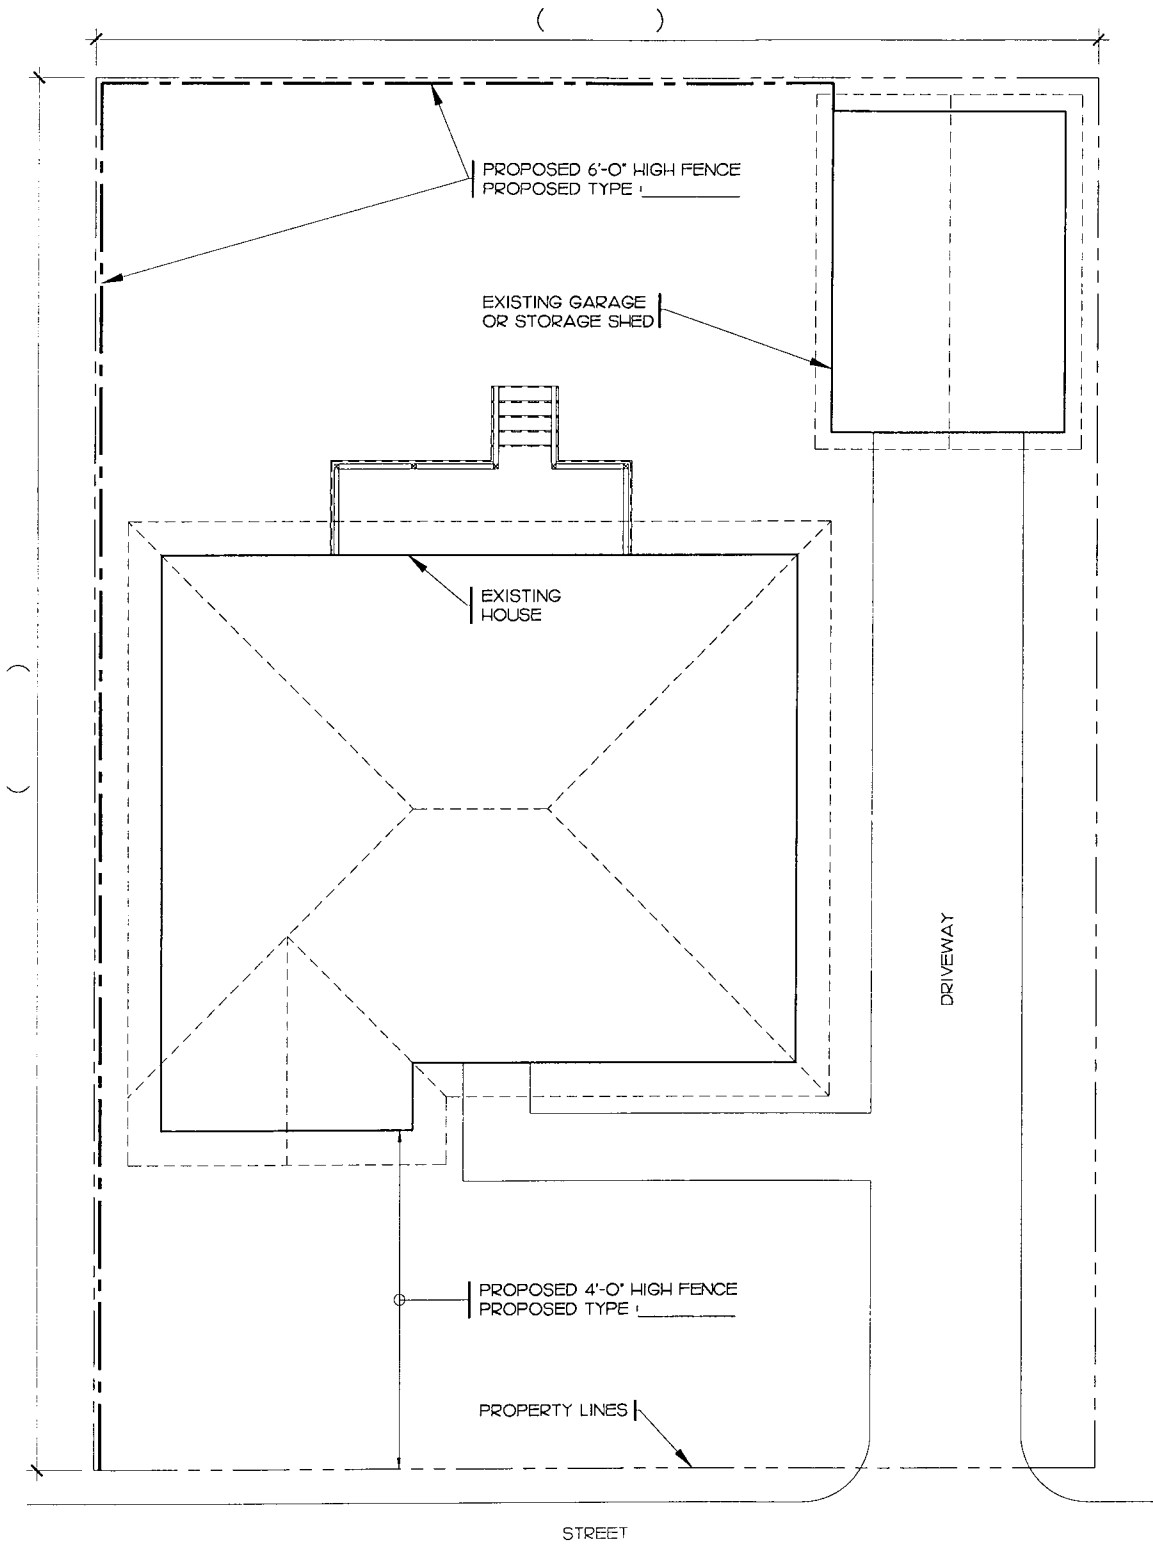 (          )
PROPOSED 6'-0" HIGH FENCE
PROPOSED TYPE :
EXISTING GARAGE
OR STORAGE SHED
EXISTING
HOUSE
(          )
DRIVEWAY
PROPOSED 4'-0" HIGH FENCE
PROPOSED TYPE :
PROPERTY LINES
STREET